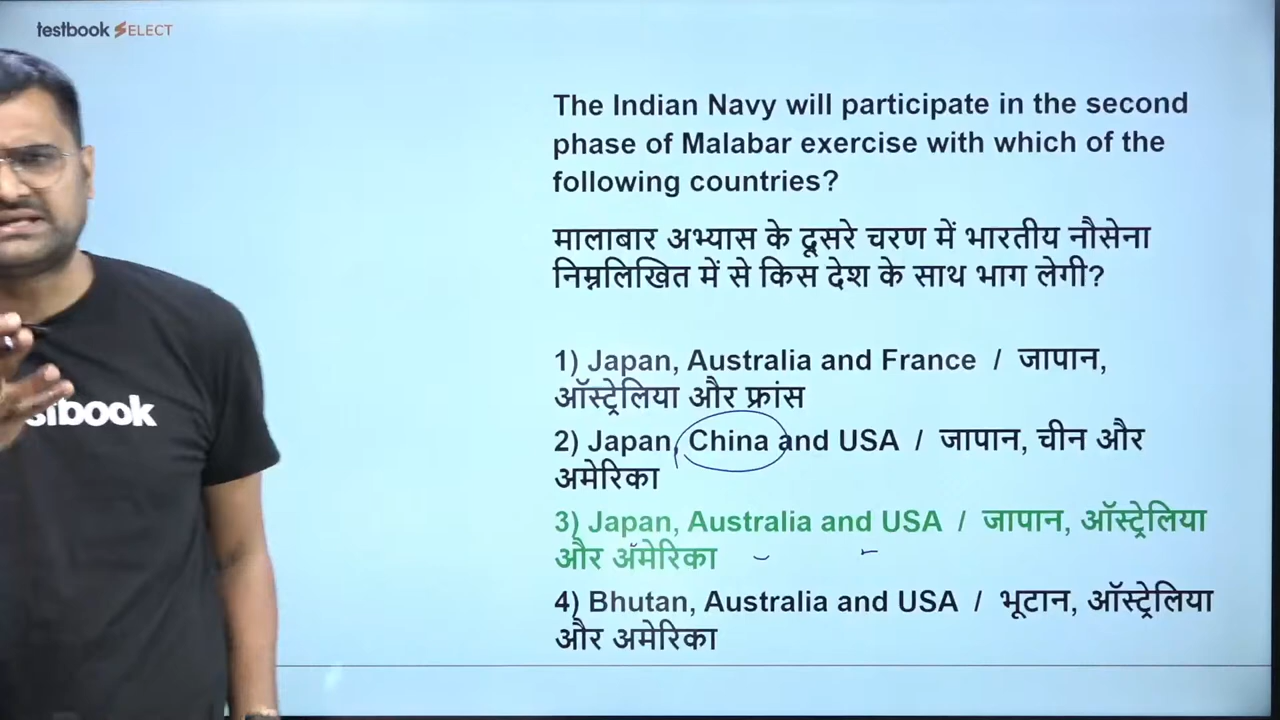 testbook SELECT
The Indian Navy will participate in the second
phase of Malabar exercise with which of the
following countries?
मालाबार अभ्यास के दूसरे चरण में भारतीय नौसेना
निम्नलिखित में से किस देश के साथ भाग लेगी?
1) Japan, Australia and France / जापान,
ऑस्ट्रेलिया और फ्रांस
2) Japan, China and USA / जापान, चीन और
अमेरिका
3) Japan, Australia and USA / जापान, ऑस्ट्रेलिया
और अमेरिका
4) Bhutan, Australia and USA / भूटान, ऑस्ट्रेलिया
और अमेरिका